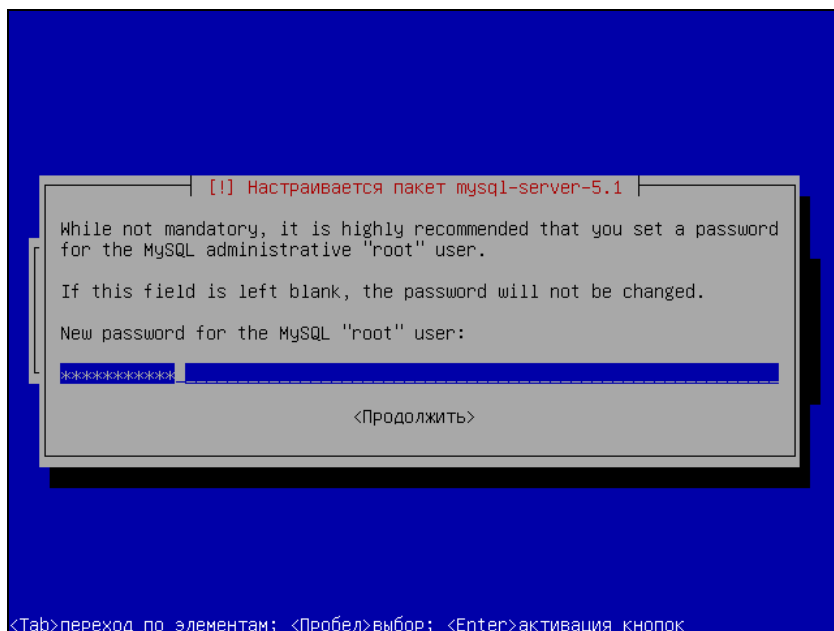 [!] Настраивается пакет mysql-server-5.1
While not mandatory, it is highly recommended that you set a password
for the MySQL administrative "root" user.
If this field is left blank, the password will not be changed.
New password for the MySQL "root" user:
***********_
<Продолжить>
<Tab>переход по элементам; <Пробел>выбор; <Enter>активация кнопок